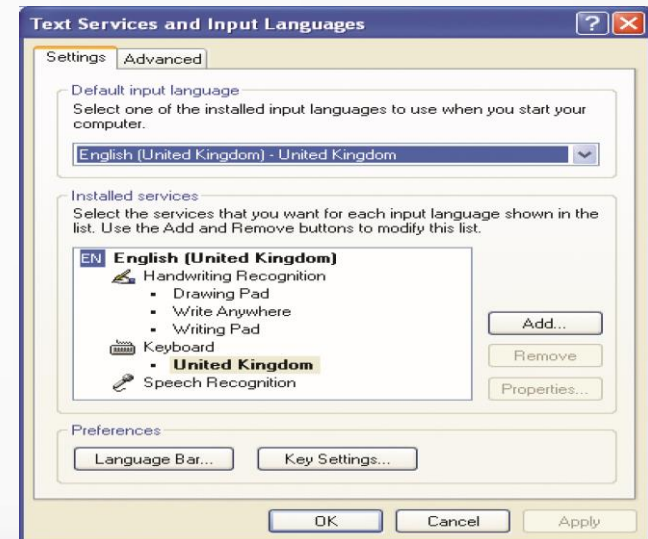 Text Services and Input Languages
Settings
Advanced
Default input language
Select one of the installed input languages to use when you start your
computer.
English (United Kingdom) - United Kingdom
Installed services
Select the services that you want for each input language shown in the
list. Use the Add and Remove buttons to modify this list.
EN English (United Kingdom)
Handwriting Recognition
▪ Drawing Pad
▪ Write Anywhere
▪ Writing Pad
Keyboard
▪ United Kingdom
Speech Recognition
Add...
Remove
Properties...
Preferences
Language Bar...
Key Settings...
OK
Cancel
Apply